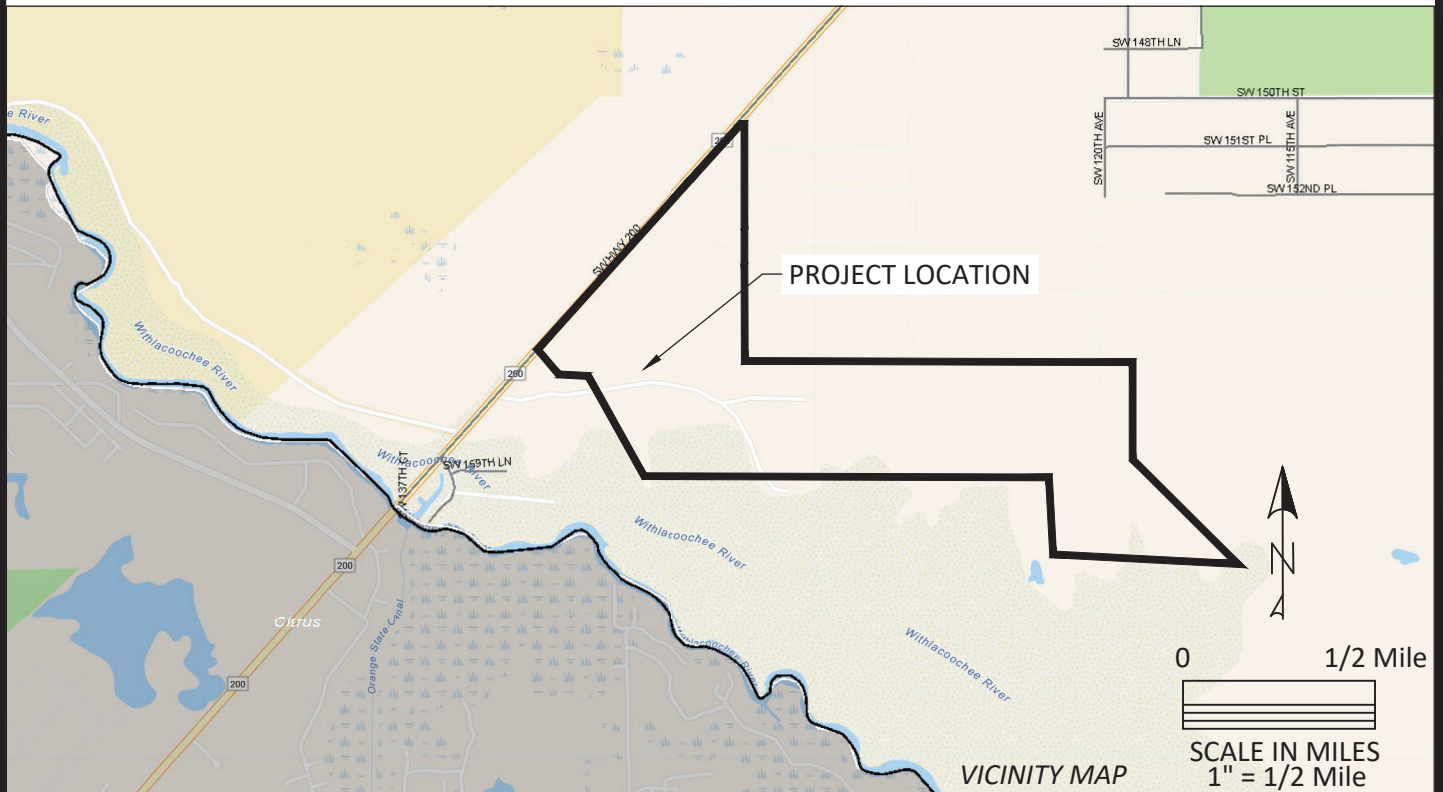 SW 148TH LN
SW 150TH ST
SW 120TH AVE
SW 151ST PL
SW 115TH AVE
SW 152ND PL
e River
SW HWY 200
PROJECT LOCATION
Withlacoochee River
200
Withlacoochee River
SW 159TH LN
137TH CT
Withlacoochee River
200
Citrus
Orange State Canal
Withlacoochee River
Withlacoochee River
200
N
0 1/2 Mile
SCALE IN MILES
1" = 1/2 Mile
VICINITY MAP